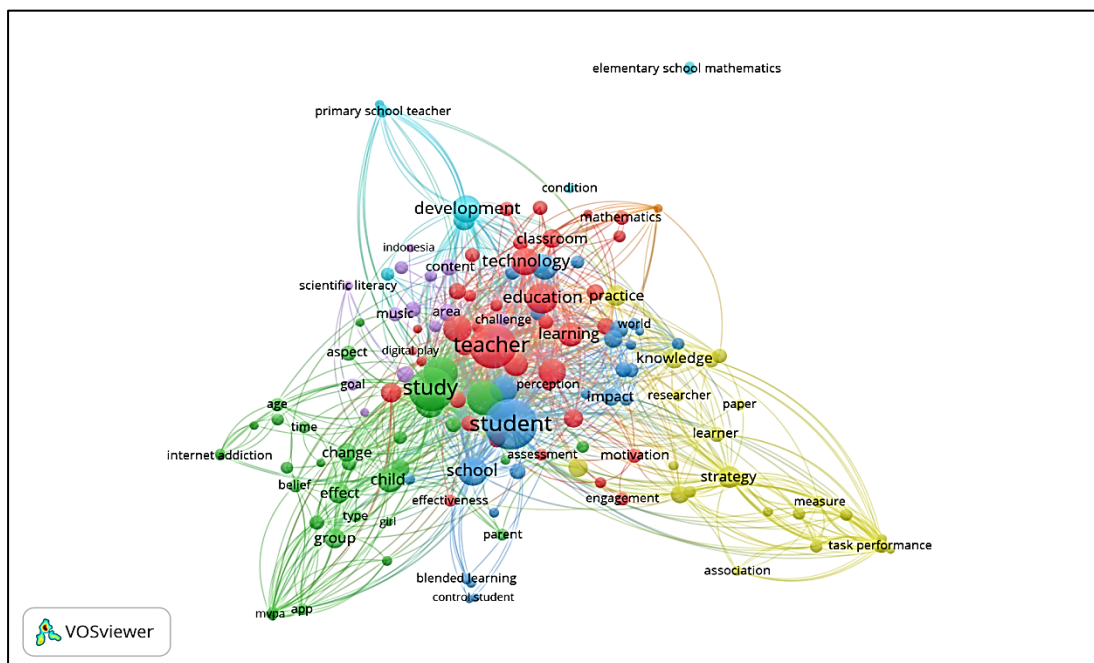 elementary school mathematics
primary school teacher
condition
development
mathematics
classroom
indonesia
content
technology
scientific literacy
education
practice
music
area
challenge
world
learning
teacher
digital play
aspect
knowledge
study
goal
perception
impact
researcher
paper
age
student
time
learner
change
assessment
motivation
internet addiction
school
child
strategy
belief
effect
effectiveness
engagement
measure
type
girl
group
parent
task performance
association
blended learning
control student
mvpa
app
VOSviewer